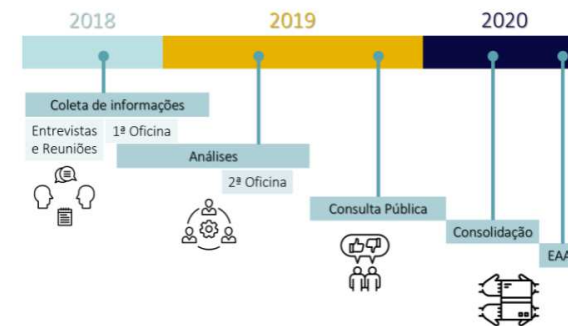 2018
2019
2020
Coleta de informações
Entrevistas
e Reuniões
1ª Oficina
Análises
2ª Oficina
Consulta Pública
Consolidação